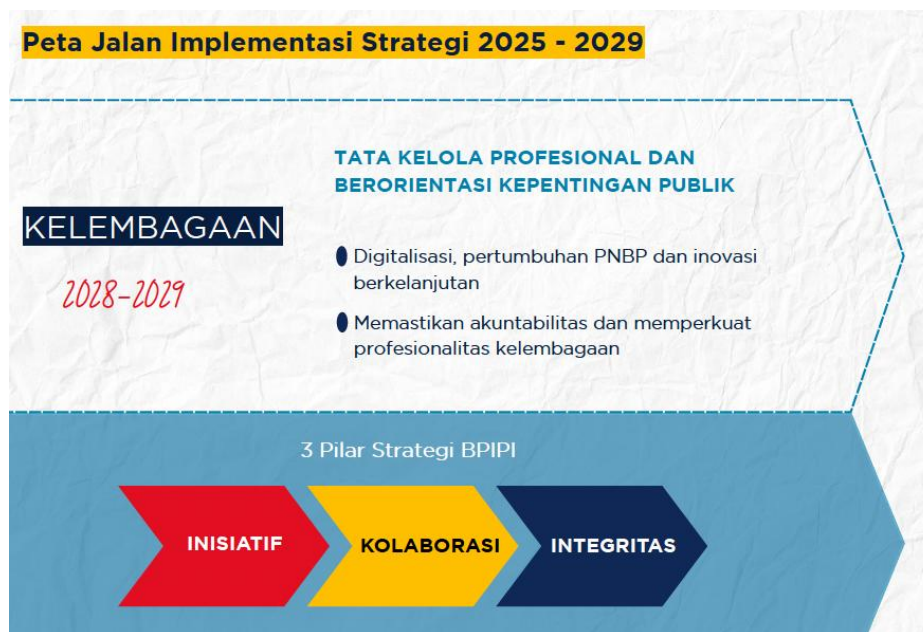 Peta Jalan Implementasi Strategi 2025 - 2029
TATA KELOLA PROFESIONAL DAN
BERORIENTASI KEPENTINGAN PUBLIK
KELEMBAGAAN
2028-2029
Digitalisasi, pertumbuhan PNBP dan inovasi
berkelanjutan
Memastikan akuntabilitas dan memperkuat
profesionalitas kelembagaan
3 Pilar Strategi BPIPI
INISIATIF
KOLABORASI
INTEGRITAS